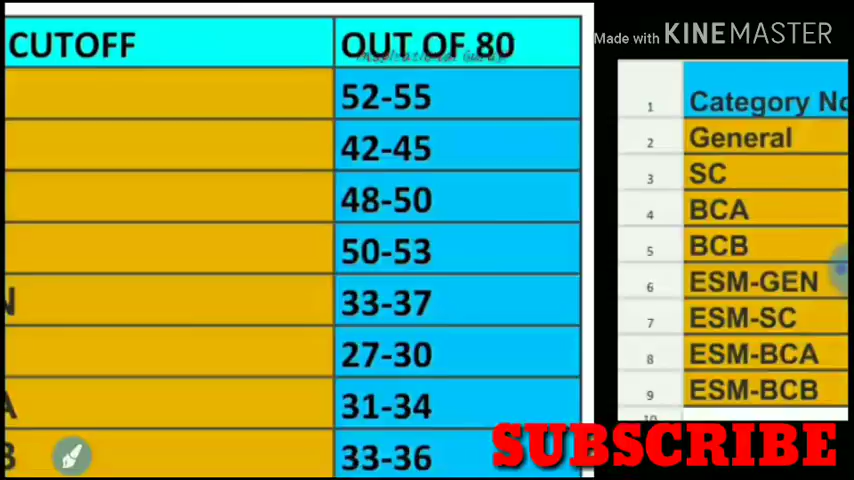 CUTOFF OUT OF 80
52-55
42-45
48-50
50-53
N 33-37
27-30
A 31-34
B 33-36
Made with KINEMASTER
1 Category No
2 General
3 SC
4 BCA
5 BCB
6 ESM-GEN
7 ESM-SC
8 ESM-BCA
9 ESM-BCB
10
SUBSCRIBE